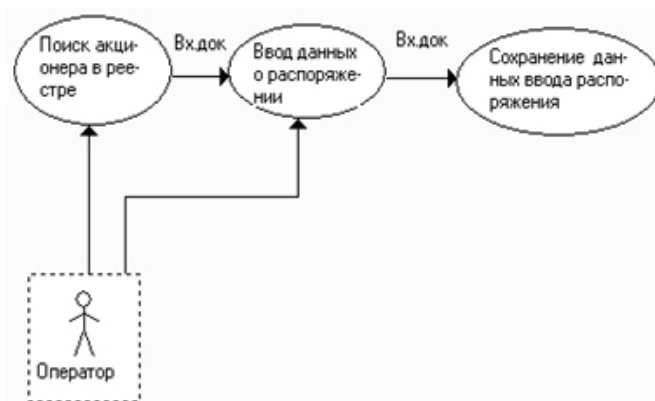 Поиск акци-
онера в рее-
стре
Вх.док
Ввод данных
о распоряже-
нии
Вх.док
Сохранение дан-
ных ввода распо-
ряжения
Оператор